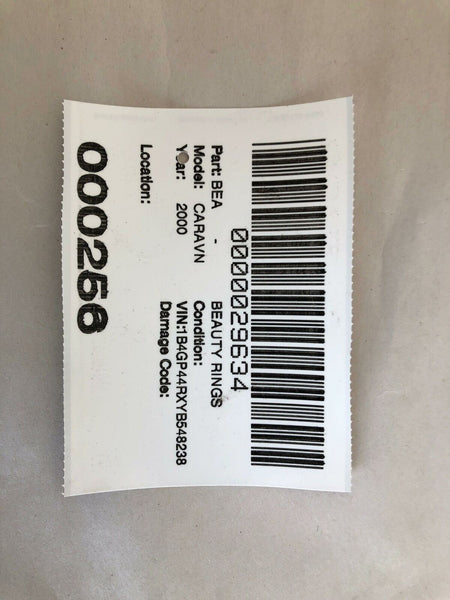 0000029634
Part: BEA - BEAUTY RINGS
Model: CARAVN Condition:
Year: 2000 VIN:1B4GP44RXYB548238
Damage Code:
Location:
000256